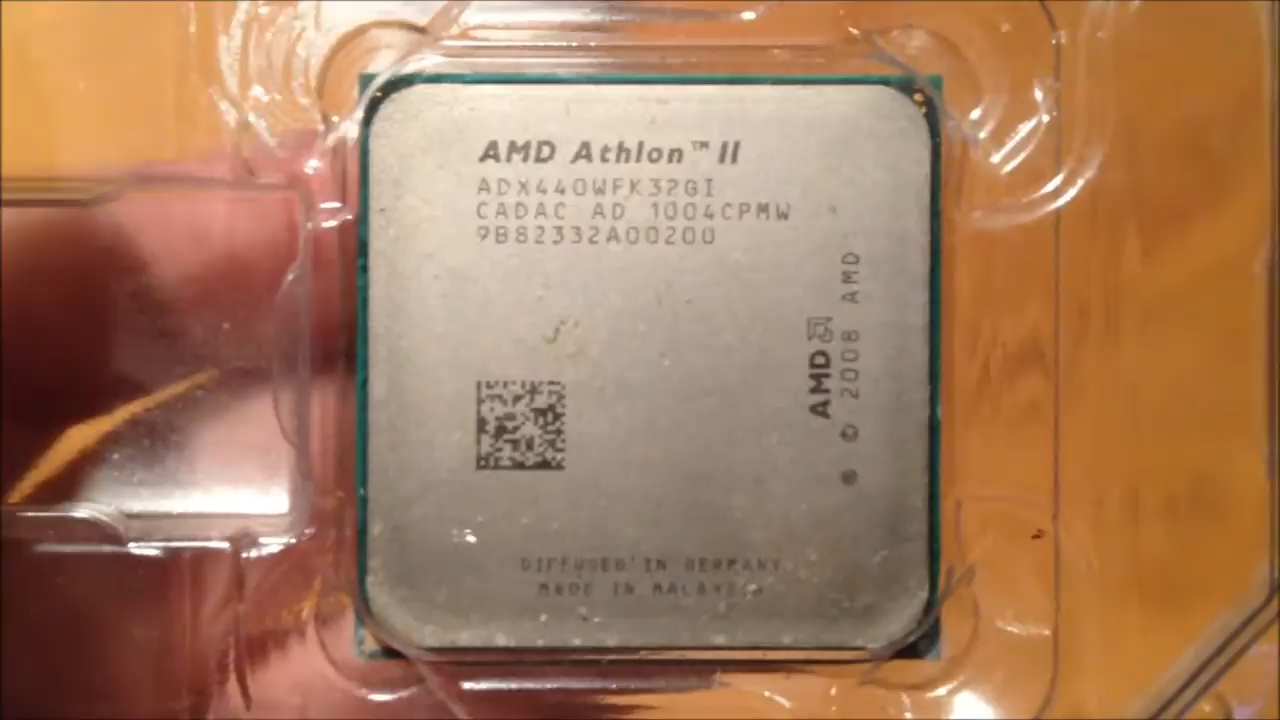 AMD Athlon™ II
ADX440WFK32GI
CADAC AD 1004CPMW
9B82332A00200
AMD
© 2008 AMD
DIFFUSED IN GERMANY
MADE IN MALAYSIA